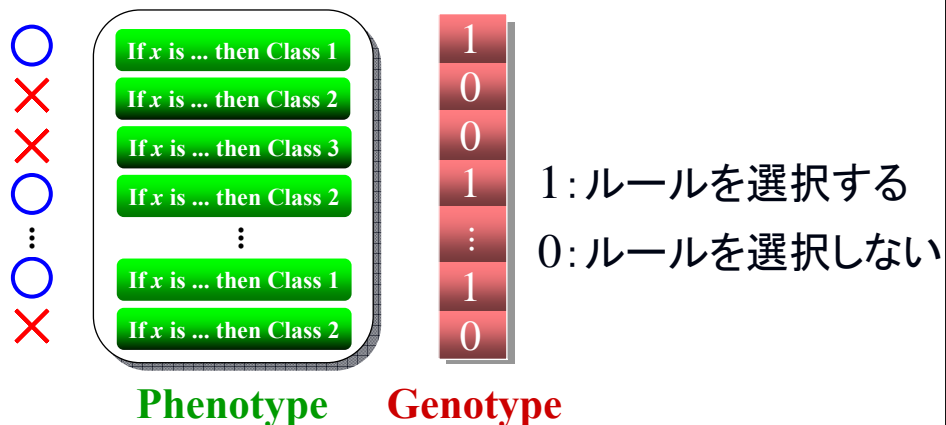 If x is ... then Class 1
If x is ... then Class 2
If x is ... then Class 3
If x is ... then Class 2
⋮
If x is ... then Class 1
If x is ... then Class 2
Phenotype
1
0
0
1
⋮
1
0
Genotype
1:ルールを選択する
0:ルールを選択しない